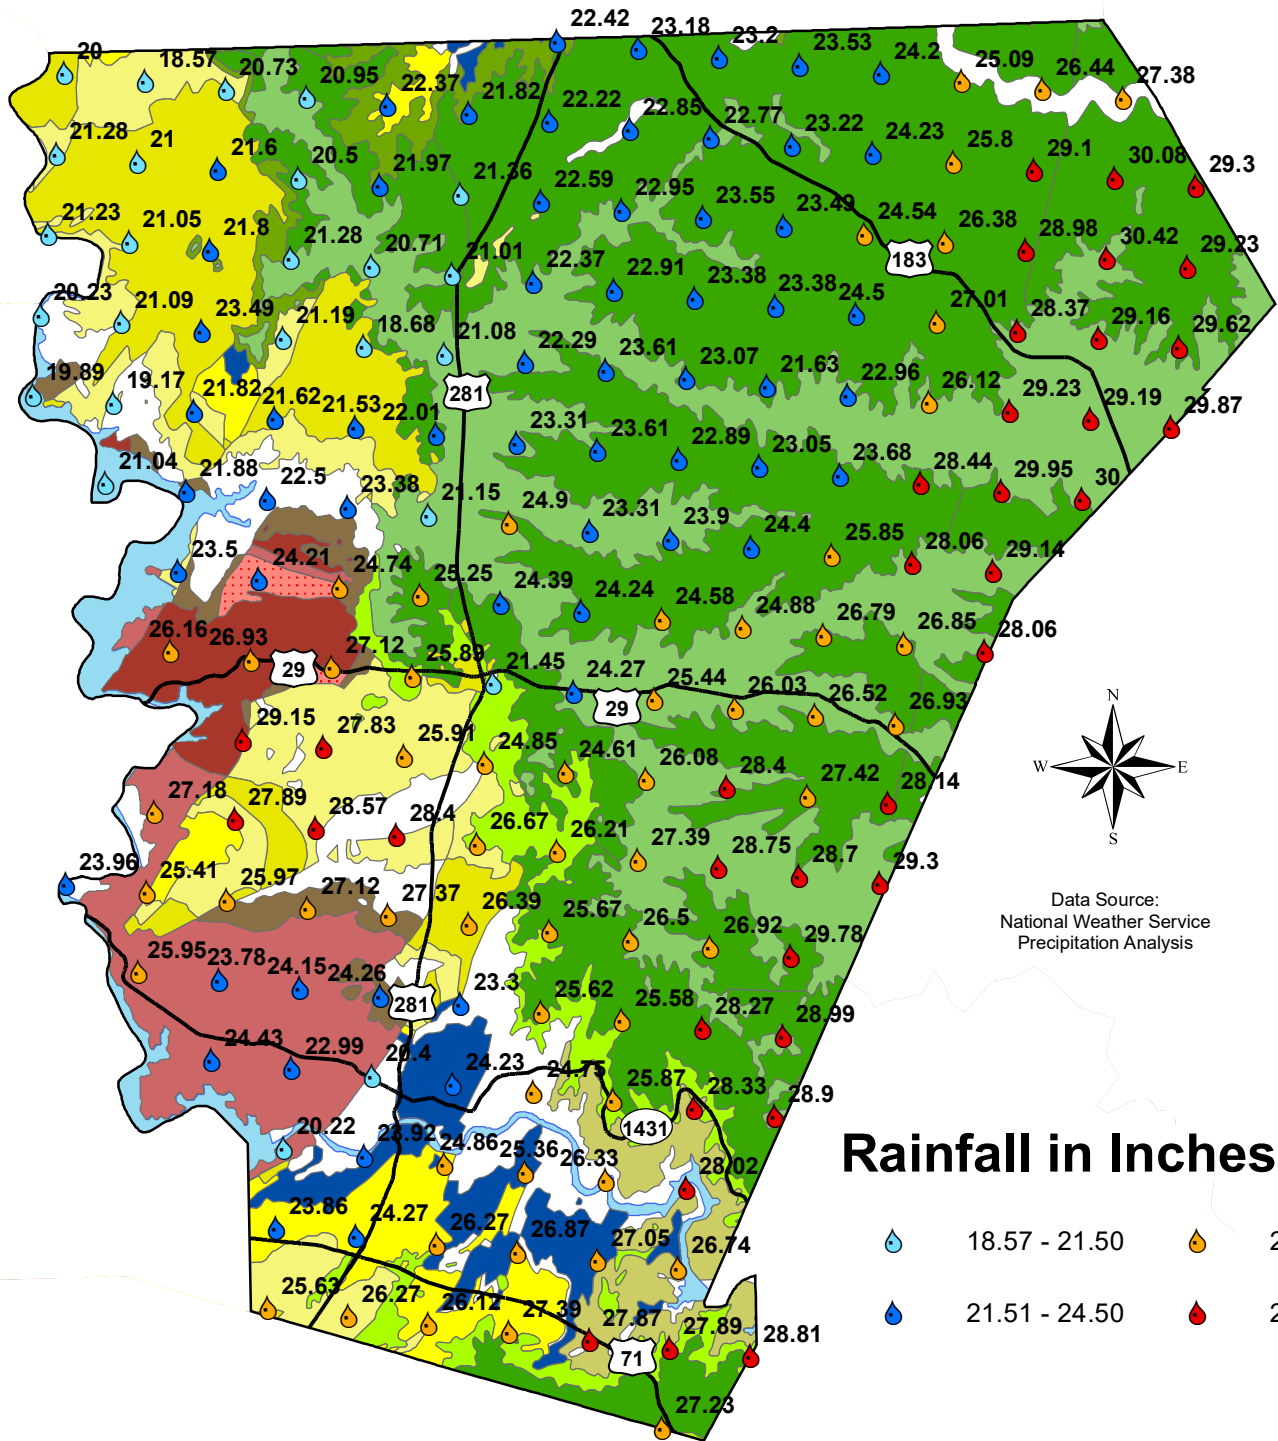 22.42
20 18.57 20.73 20.95 22.37 21.82 23.18 23.2 23.53 24.2 25.09 26.44 27.38
21.28 21 21.6 20.5 21.97 21.36 22.22 22.85 22.77 23.22 24.23 25.8 29.1 30.08 29.3
21.23 21.05 21.8 21.28 20.71 21.01 22.59 22.95 23.55 23.49 24.54 26.38 28.98 30.42 29.23
183
20.23 21.09 23.49 21.19 18.68 21.08 22.37 22.91 23.38 23.38 24.5 27.01 28.37 29.16 29.62
19.89 19.17 21.82 21.62 21.53 22.01 22.29 23.61 23.07 21.63 22.96 26.12 29.23 29.19 29.87
281
21.04 21.88 22.5 23.38 21.15 23.31 23.61 22.89 23.05 23.68 28.44 29.95 30
23.5 24.21 24.74 25.25 24.9 23.31 23.9 24.4 25.85 28.06 29.14
26.16 26.93 27.12 25.89 24.39 24.24 24.58 24.88 26.79 26.85 28.06
29
21.45 24.27 25.44 26.03 26.52 26.93
29
29.15 27.83 25.91 24.85 24.61 26.08 28.4 27.42 28.14
27.18 27.89 28.57 28.4 26.67 26.21 27.39 28.75 28.7 29.3
23.96 25.41 25.97 27.12 27.37 26.39 25.67 26.5 26.92 29.78
25.95 23.78 24.15 24.26 23.3 25.62 25.58 28.27 28.99
281
24.43 22.99 20.4 24.23 24.75 25.87 28.33 28.9
1431
20.22 23.92 24.86 25.36 26.33 28.02
23.86 24.27 26.27 26.87 27.05 26.74
25.63 26.27 26.12 27.39 27.87 27.89 28.81
71
27.23
N
W E
S
Data Source:
National Weather Service
Precipitation Analysis
Rainfall in Inches
18.57 - 21.50 2
21.51 - 24.50 2